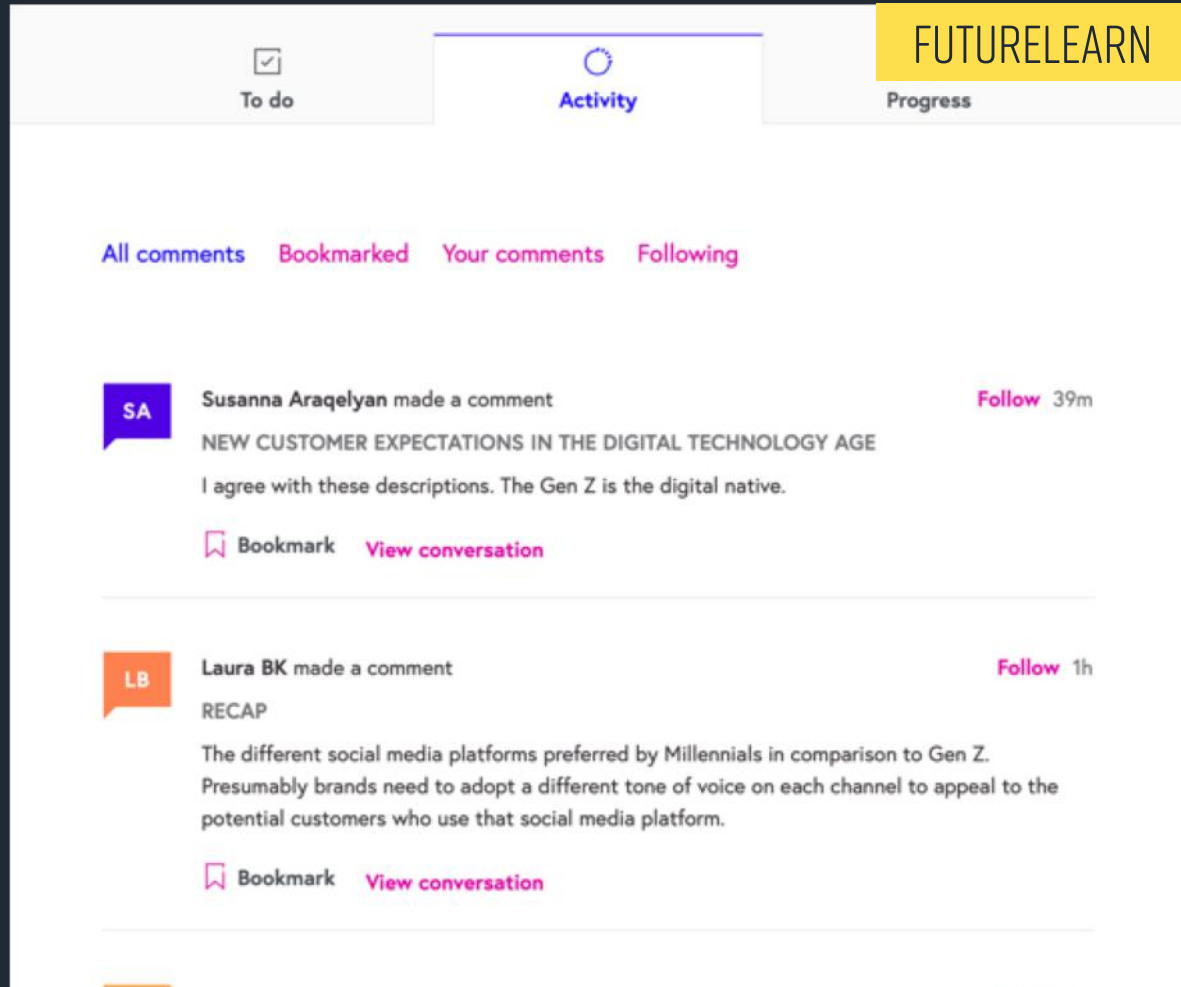 FUTURELEARN
To do
Activity
Progress
All comments Bookmarked Your comments Following
SA
Susanna Araqelyan made a comment
Follow 39m
NEW CUSTOMER EXPECTATIONS IN THE DIGITAL TECHNOLOGY AGE
I agree with these descriptions. The Gen Z is the digital native.
Bookmark View conversation
LB
Laura BK made a comment
Follow 1h
RECAP
The different social media platforms preferred by Millennials in comparison to Gen Z.
Presumably brands need to adopt a different tone of voice on each channel to appeal to the
potential customers who use that social media platform.
Bookmark View conversation